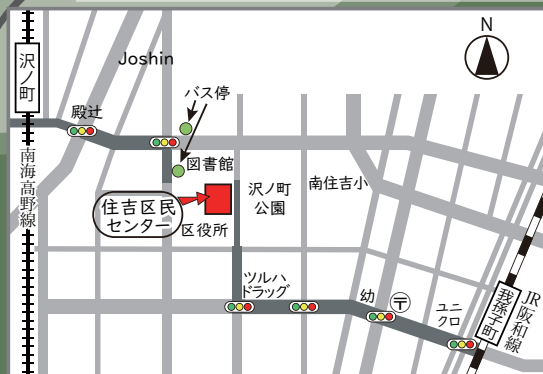 N
Joshin
沢ノ町
バス停
殿辻
図書館
沢ノ町
公園
南住吉小
南海高野線
住吉区民
センター
区役所
ツルハ
ドラッグ
幼
〒
ユニ
クロ
我孫子町
JR阪和線